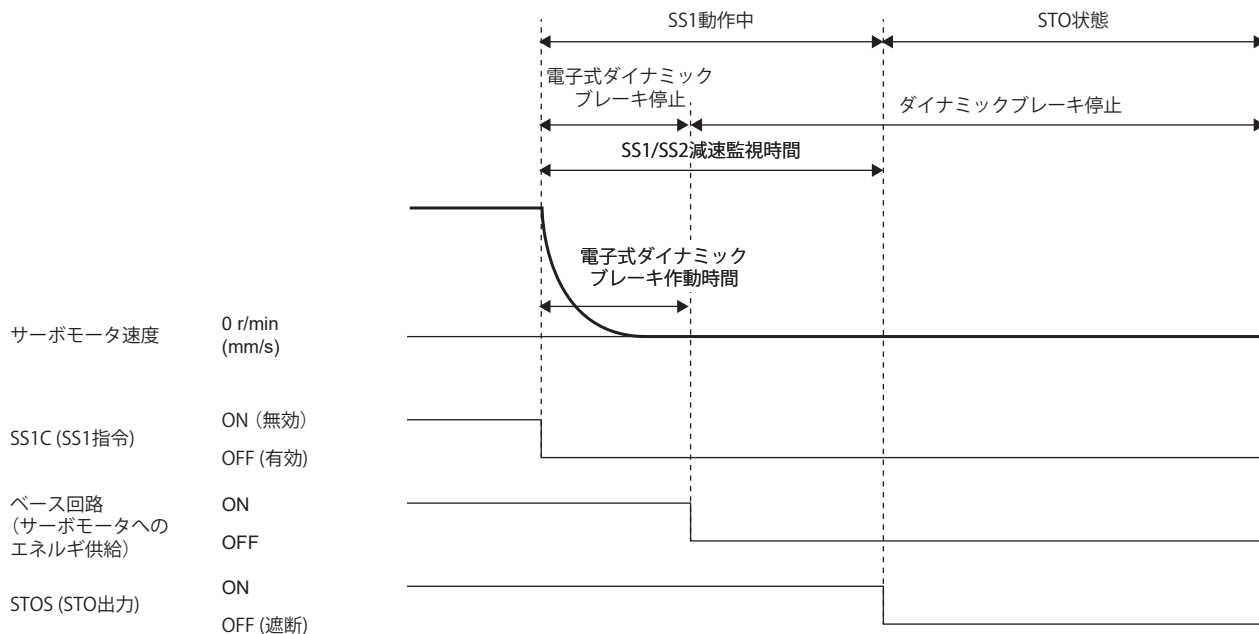 SS1動作中
STO状態
電子式ダイナミック
ブレーキ停止
ダイナミックブレーキ停止
SS1/SS2減速監視時間
電子式ダイナミック
ブレーキ作動時間
サーボモータ速度
0 r/min
(mm/s)
SS1C (SS1指令)
ON（無効）
OFF (有効)
ベース回路
（サーボモータへの
エネルギ供給）
ON
OFF
STOS (STO出力)
ON
OFF (遮断)